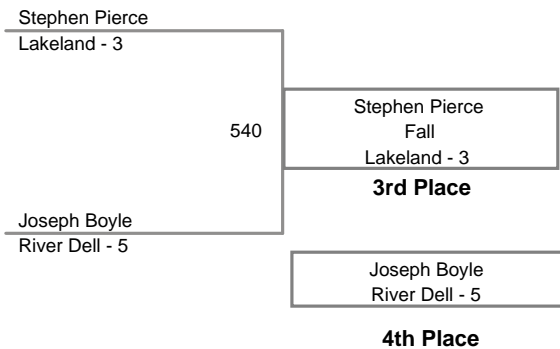 Stephen Pierce
Lakeland - 3
540
Stephen Pierce
Fall
Lakeland - 3
3rd Place
Joseph Boyle
River Dell - 5
Joseph Boyle
River Dell - 5
4th Place